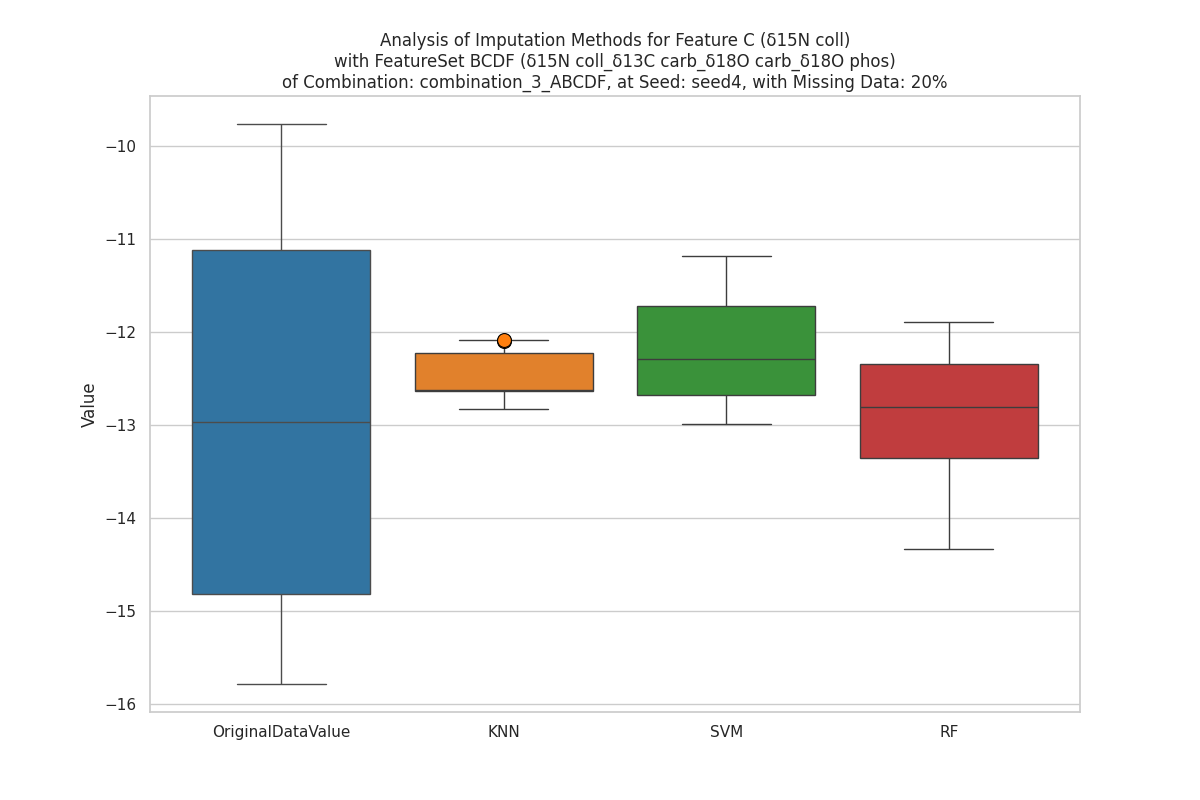 Analysis of Imputation Methods for Feature C (δ15N coll)
with FeatureSet BCDF (δ15N coll_δ13C carb_δ18O carb_δ18O phos)
of Combination: combination_3_ABCDF, at Seed: seed4, with Missing Data: 20%
Value
−10
−11
−12
−13
−14
−15
−16
OriginalDataValue KNN SVM RF